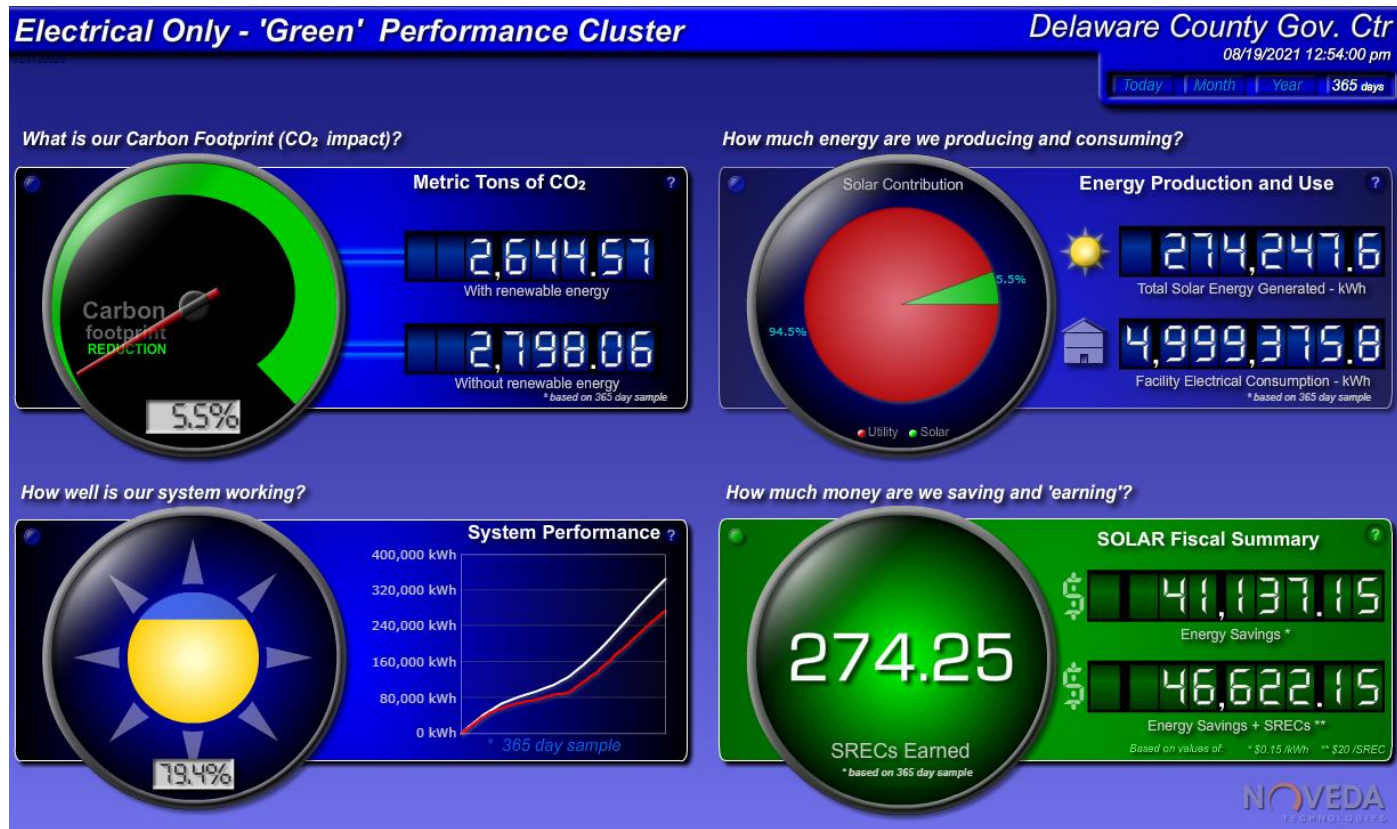 Electrical Only - 'Green' Performance Cluster
Delaware County Gov. Ctr
08/19/2021 12:54:00 pm
Today Month Year 365 days
What is our Carbon Footprint (CO₂ impact)?
Metric Tons of CO₂ ?
2,644.57
With renewable energy
2,798.06
Without renewable energy
* based on 365 day sample
Carbon
footprint
REDUCTION
5.5%
How much energy are we producing and consuming?
Solar Contribution
5.5%
94.5%
Utility Solar
Energy Production and Use ?
274,247.6
Total Solar Energy Generated - kWh
4,999,375.8
Facility Electrical Consumption - kWh
* based on 365 day sample
How well is our system working?
79.4%
System Performance ?
400,000 kWh
320,000 kWh
240,000 kWh
160,000 kWh
80,000 kWh
0 kWh
* 365 day sample
How much money are we saving and 'earning'?
274.25
SRECs Earned
* based on 365 day sample
SOLAR Fiscal Summary ?
$ 41,137.15
Energy Savings *
$ 46,622.15
Energy Savings + SRECs **
Based on values of: * $0.15 /kWh ** $20 /SREC
NOVEDA
TECHNOLOGIES